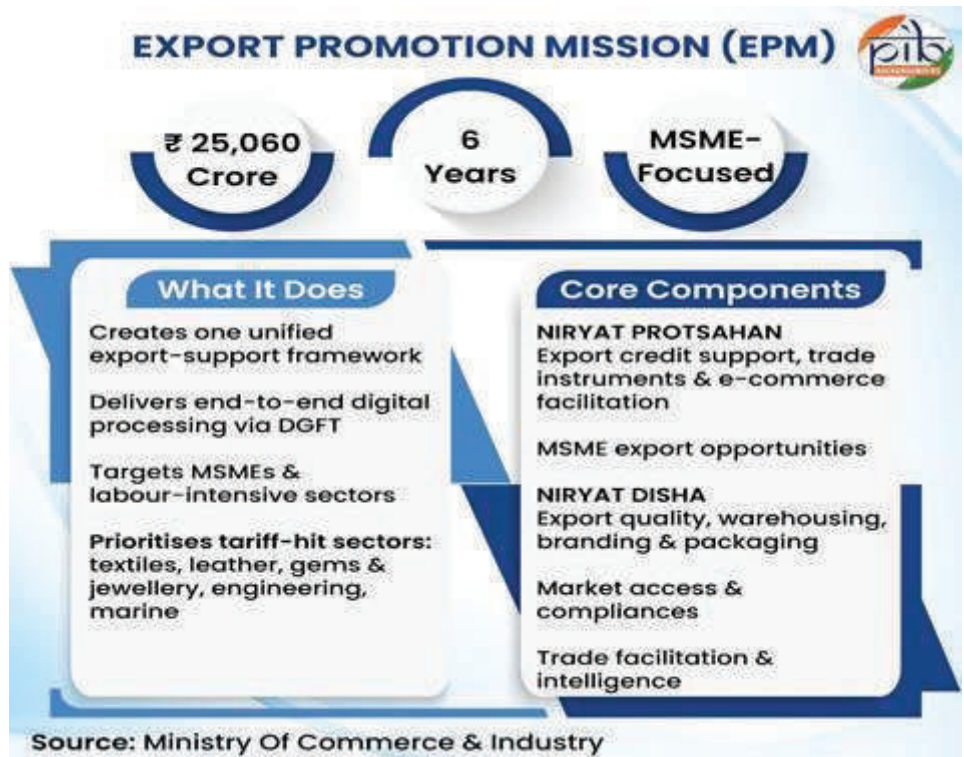 EXPORT PROMOTION MISSION (EPM)
pib
₹ 25,060
Crore
6
Years
MSME-
Focused
What It Does
Creates one unified
export-support framework
Delivers end-to-end digital
processing via DGFT
Targets MSMEs &
labour-intensive sectors
Prioritises tariff-hit sectors:
textiles, leather, gems &
jewellery, engineering,
marine
Core Components
NIRYAT PROTSAHAN
Export credit support, trade
instruments & e-commerce
facilitation
MSME export opportunities
NIRYAT DISHA
Export quality, warehousing,
branding & packaging
Market access &
compliances
Trade facilitation &
intelligence
Source: Ministry Of Commerce & Industry